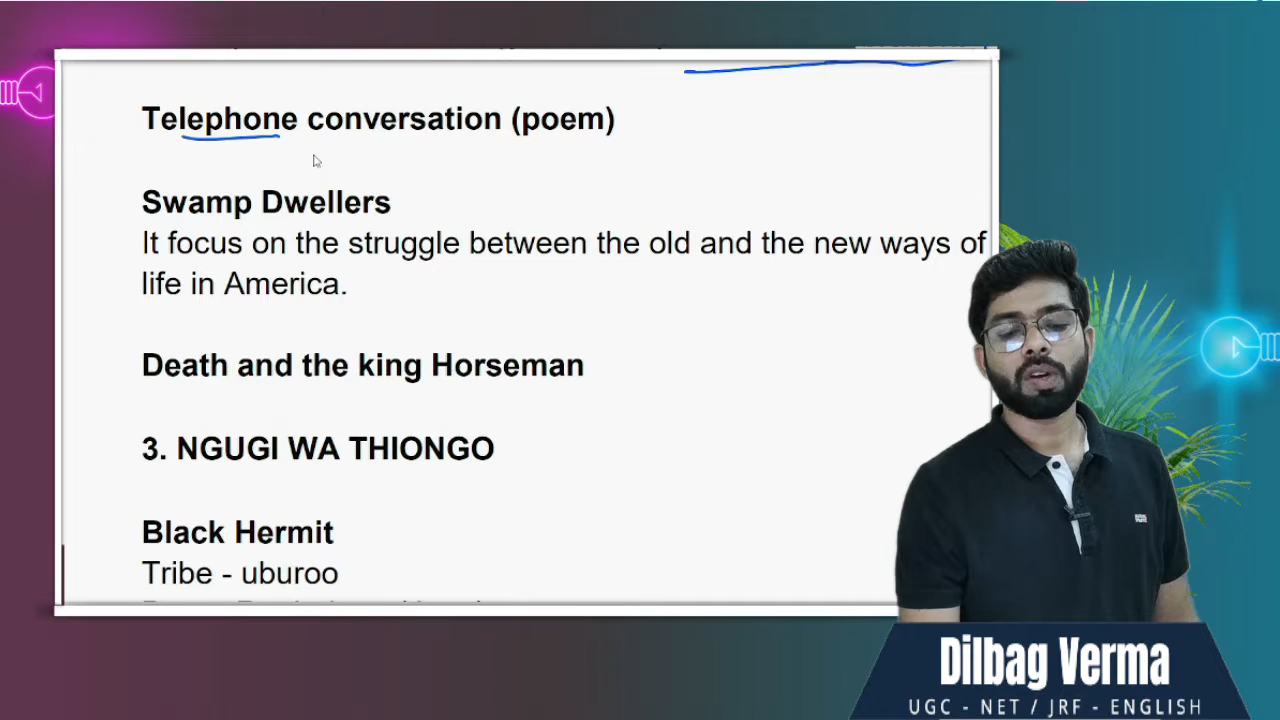 Telephone conversation (poem)
Swamp Dwellers
It focus on the struggle between the old and the new ways of
life in America.
Death and the king Horseman
3. NGUGI WA THIONGO
Black Hermit
Tribe - uburoo
Dilbag Verma
UGC - NET / JRF - ENGLISH